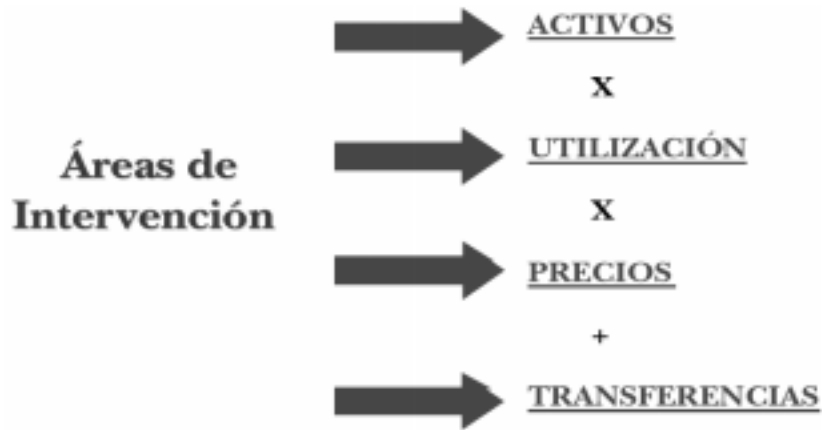 Áreas de
Intervención
ACTIVOS
X
UTILIZACIÓN
X
PRECIOS
+
TRANSFERENCIAS